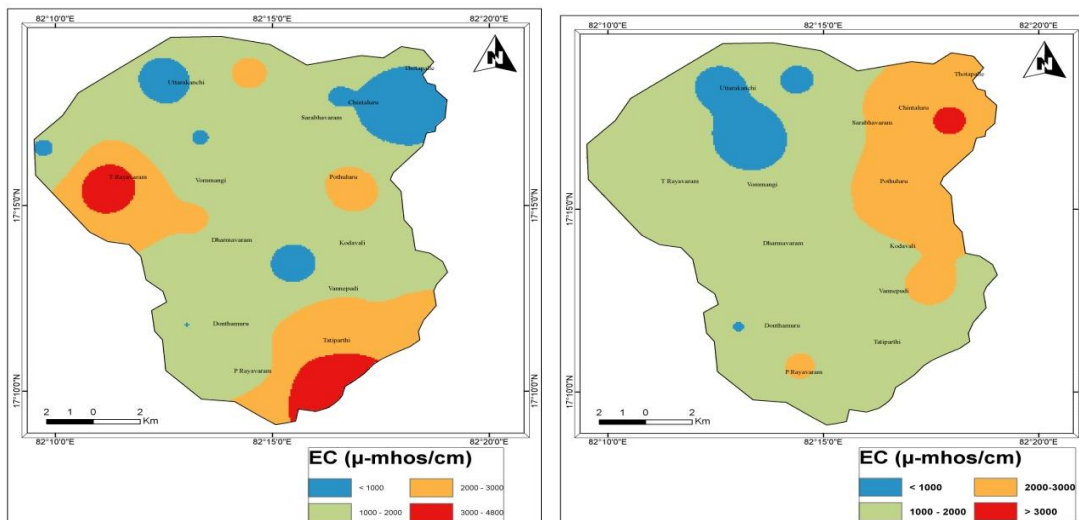 82°10'0"E 82°15'0"E 82°20'0"E
N
Thotapalle
Uttarakanchi
Chintaluru
Sarabhavaram
T Rayavaram
Vommangi
Pothuluru
17°15'0"N
17°15'0"N
Dharmavaram
Kodavali
Vannepudi
Donthamuru
Tatiparthi
P Rayavaram
17°10'0"N
17°10'0"N
2 1 0 2
Km
82°10'0"E 82°15'0"E 82°20'0"E
EC (µ-mhos/cm)
< 1000 2000 - 3000
1000 - 2000 3000 - 4800
82°10'0"E 82°15'0"E 82°20'0"E
N
Thotapalle
Uttarakanchi
Chintaluru
Sarabhavaram
T Rayavaram
Vommangi
Pothuluru
17°15'0"N
17°15'0"N
Dharmavaram
Kodavali
Vannepudi
Donthamuru
Tatiparthi
P Rayavaram
17°10'0"N
17°10'0"N
2 1 0 2
Km
82°10'0"E 82°15'0"E 82°20'0"E
EC (µ-mhos/cm)
< 1000 2000-3000
1000 - 2000 > 3000